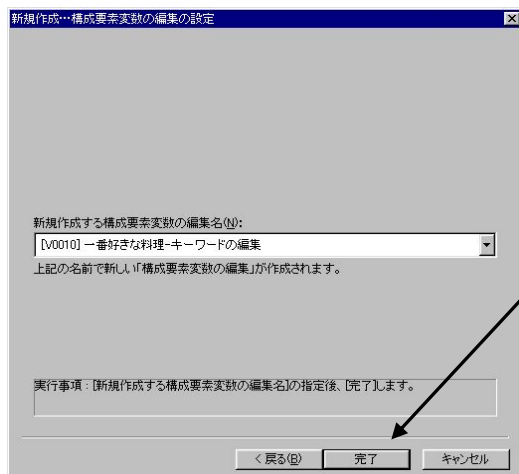 新規作成…構成要素変数の編集の設定
新規作成する構成要素変数の編集名(N):
[V0010] 一番好きな料理-キーワードの編集
上記の名前で新しい「構成要素変数の編集」が作成されます。
実行事項：[新規作成する構成要素変数の編集名]の指定後、[完了]します。
< 戻る(B) 完了 キャンセル